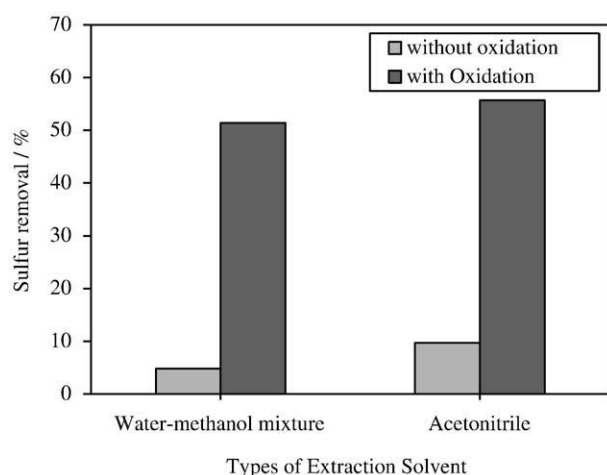 70
60
50
40
30
20
10
0
Sulfur removal / %
without oxidation
with Oxidation
Water-methanol mixture
Acetonitrile
Types of Extraction Solvent